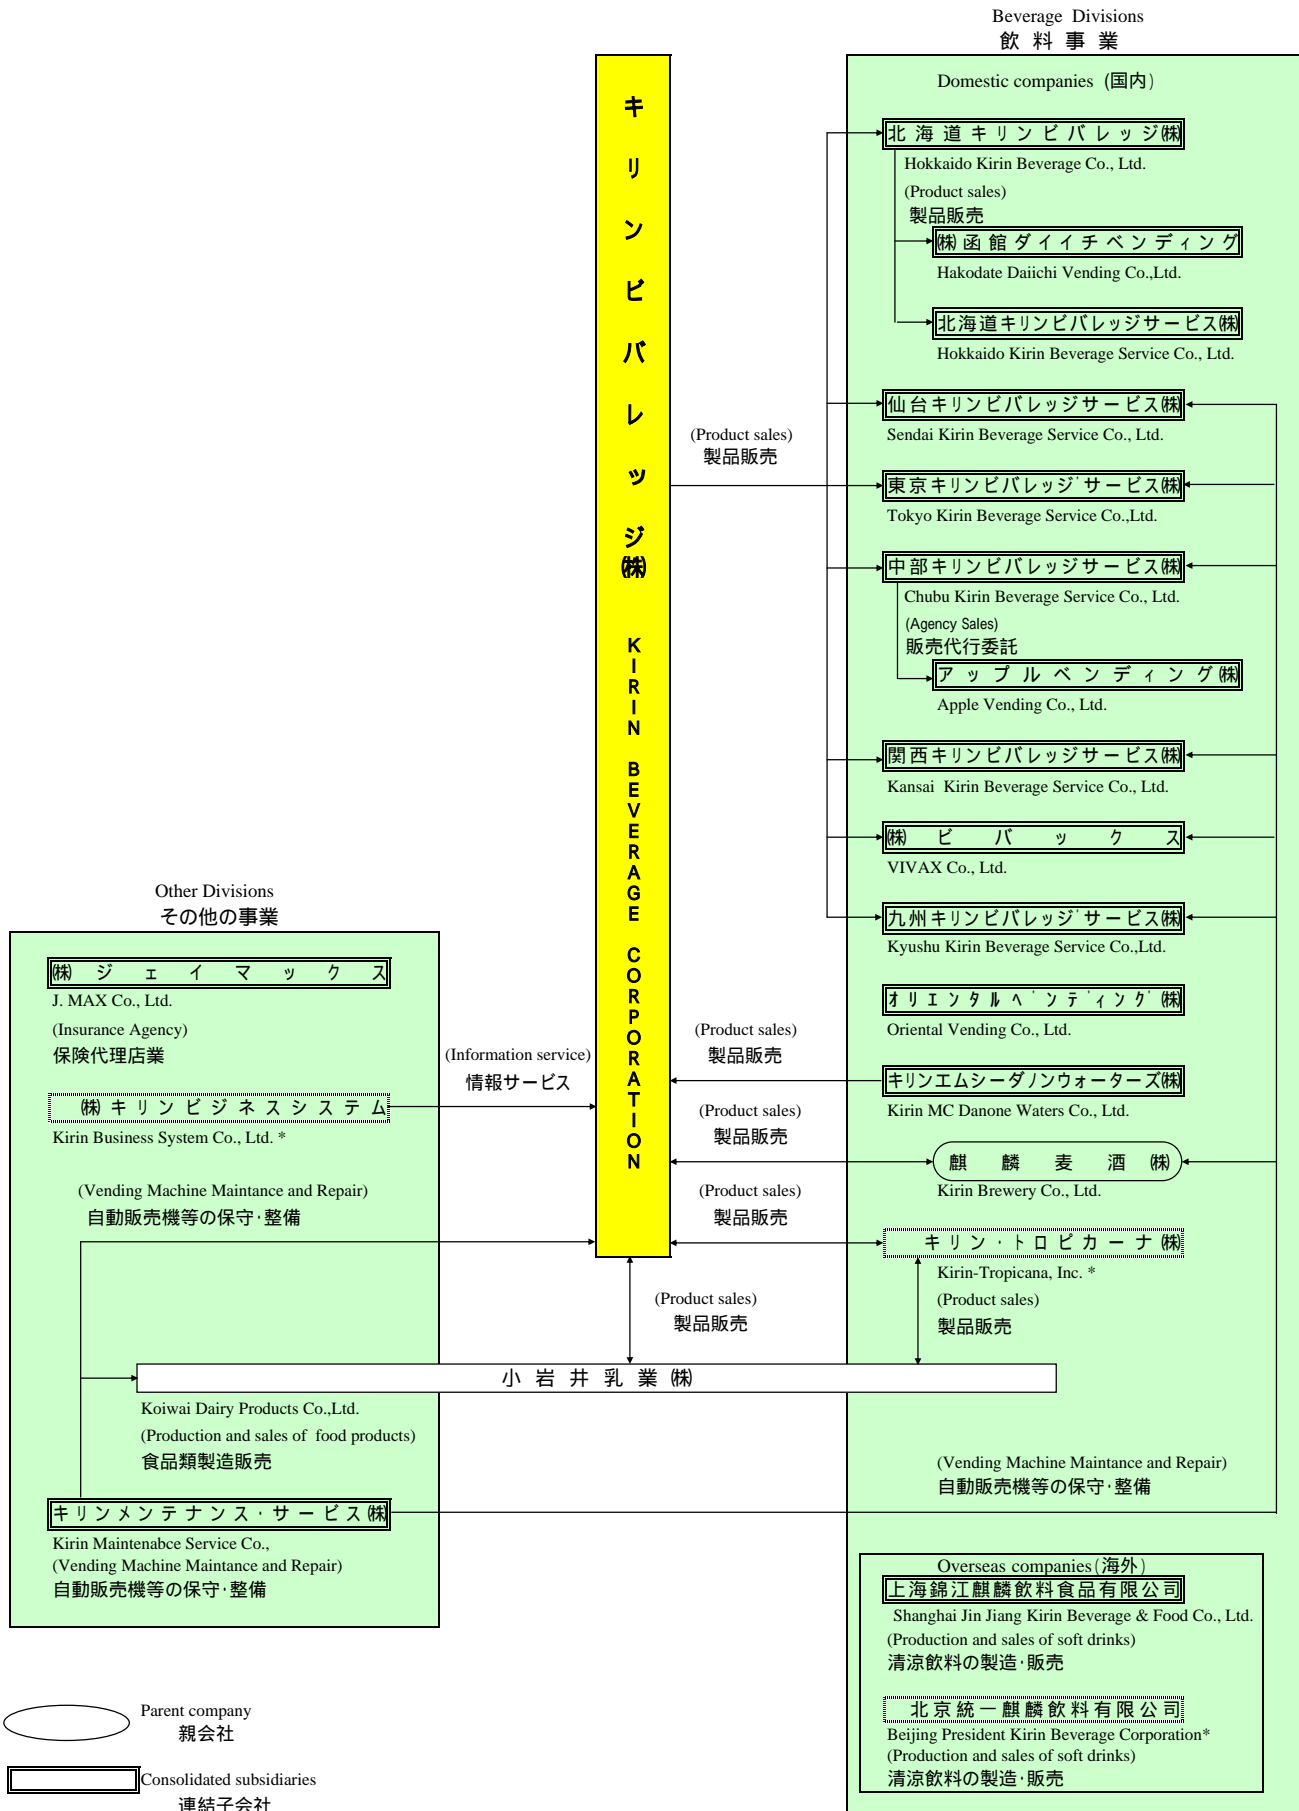 Beverage Divisions
飲料事業
Domestic companies (国内)
キリンビバレッジ㈱ KIRIN BEVERAGE CORPORATION
北海道キリンビバレッジ㈱
Hokkaido Kirin Beverage Co., Ltd.
(Product sales)
製品販売
㈱函館ダイイチベンディング
Hakodate Daiichi Vending Co.,Ltd.
北海道キリンビバレッジサービス㈱
Hokkaido Kirin Beverage Service Co., Ltd.
(Product sales)
製品販売
仙台キリンビバレッジサービス㈱
Sendai Kirin Beverage Service Co., Ltd.
東京キリンビバレッジサービス㈱
Tokyo Kirin Beverage Service Co.,Ltd.
中部キリンビバレッジサービス㈱
Chubu Kirin Beverage Service Co., Ltd.
(Agency Sales)
販売代行委託
アップルベンディング㈱
Apple Vending Co., Ltd.
関西キリンビバレッジサービス㈱
Kansai Kirin Beverage Service Co., Ltd.
㈱ビバックス
VIVAX Co., Ltd.
九州キリンビバレッジサービス㈱
Kyushu Kirin Beverage Service Co.,Ltd.
オリエンタルベンディング㈱
Oriental Vending Co., Ltd.
(Product sales)
製品販売
キリンエムシーダノンウォーターズ㈱
Kirin MC Danone Waters Co., Ltd.
(Product sales)
製品販売
麒麟麦酒㈱
Kirin Brewery Co., Ltd.
(Product sales)
製品販売
キリン・トロピカーナ㈱
Kirin-Tropicana, Inc. *
(Product sales)
製品販売
(Product sales)
製品販売
Other Divisions
その他の事業
㈱ジェイマックス
J. MAX Co., Ltd.
(Insurance Agency)
保険代理店業
(Information service)
情報サービス
㈱キリンビジネスシステム
Kirin Business System Co., Ltd. *
(Vending Machine Maintance and Repair)
自動販売機等の保守・整備
小岩井乳業㈱
Koiwai Dairy Products Co.,Ltd.
(Production and sales of food products)
食品類製造販売
(Vending Machine Maintance and Repair)
自動販売機等の保守・整備
キリンメンテナンス・サービス㈱
Kirin Maintenabce Service Co.,
(Vending Machine Maintance and Repair)
自動販売機等の保守・整備
Overseas companies(海外)
上海錦江麒麟飲料食品有限公司
Shanghai Jin Jiang Kirin Beverage & Food Co., Ltd.
(Production and sales of soft drinks)
清涼飲料の製造・販売
北京統一麒麟飲料有限公司
Beijing President Kirin Beverage Corporation*
(Production and sales of soft drinks)
清涼飲料の製造・販売
Parent company
親会社
Consolidated subsidiaries
連結子会社